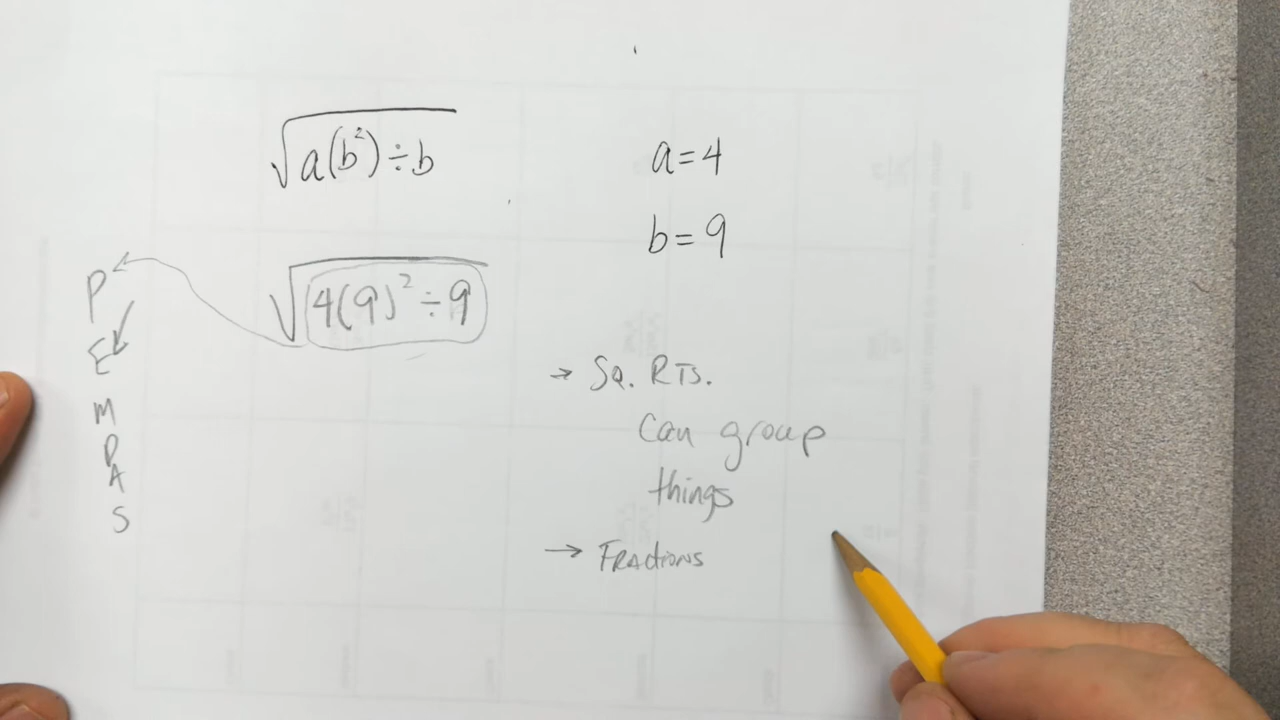 √a(b²)÷b
a=4
b=9
√4(9)²÷9
P
E
M
D
A
S
→ SQ. RTS.
Can group
things
→ FRActIONS